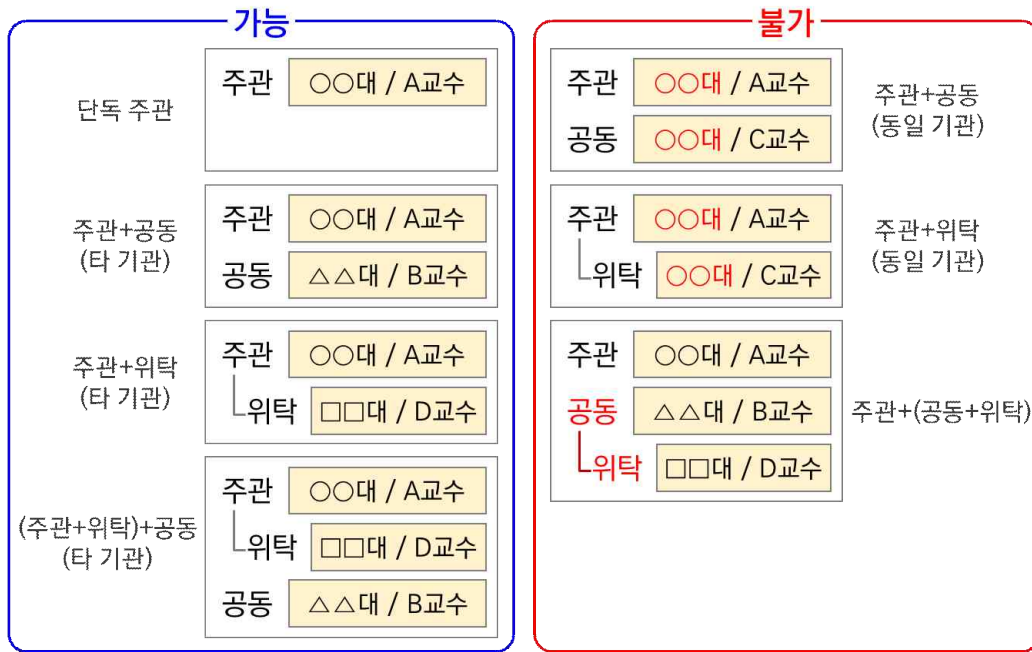 가능
단독 주관
주관 ○○대 / A교수
주관+공동
(타 기관)
주관 ○○대 / A교수
공동 △△대 / B교수
주관+위탁
(타 기관)
주관 ○○대 / A교수
위탁 □□대 / D교수
(주관+위탁)+공동
(타 기관)
주관 ○○대 / A교수
위탁 □□대 / D교수
공동 △△대 / B교수
불가
주관 ○○대 / A교수
공동 ○○대 / C교수
주관+공동
(동일 기관)
주관 ○○대 / A교수
위탁 ○○대 / C교수
주관+위탁
(동일 기관)
주관 ○○대 / A교수
공동 △△대 / B교수
위탁 □□대 / D교수
주관+(공동+위탁)